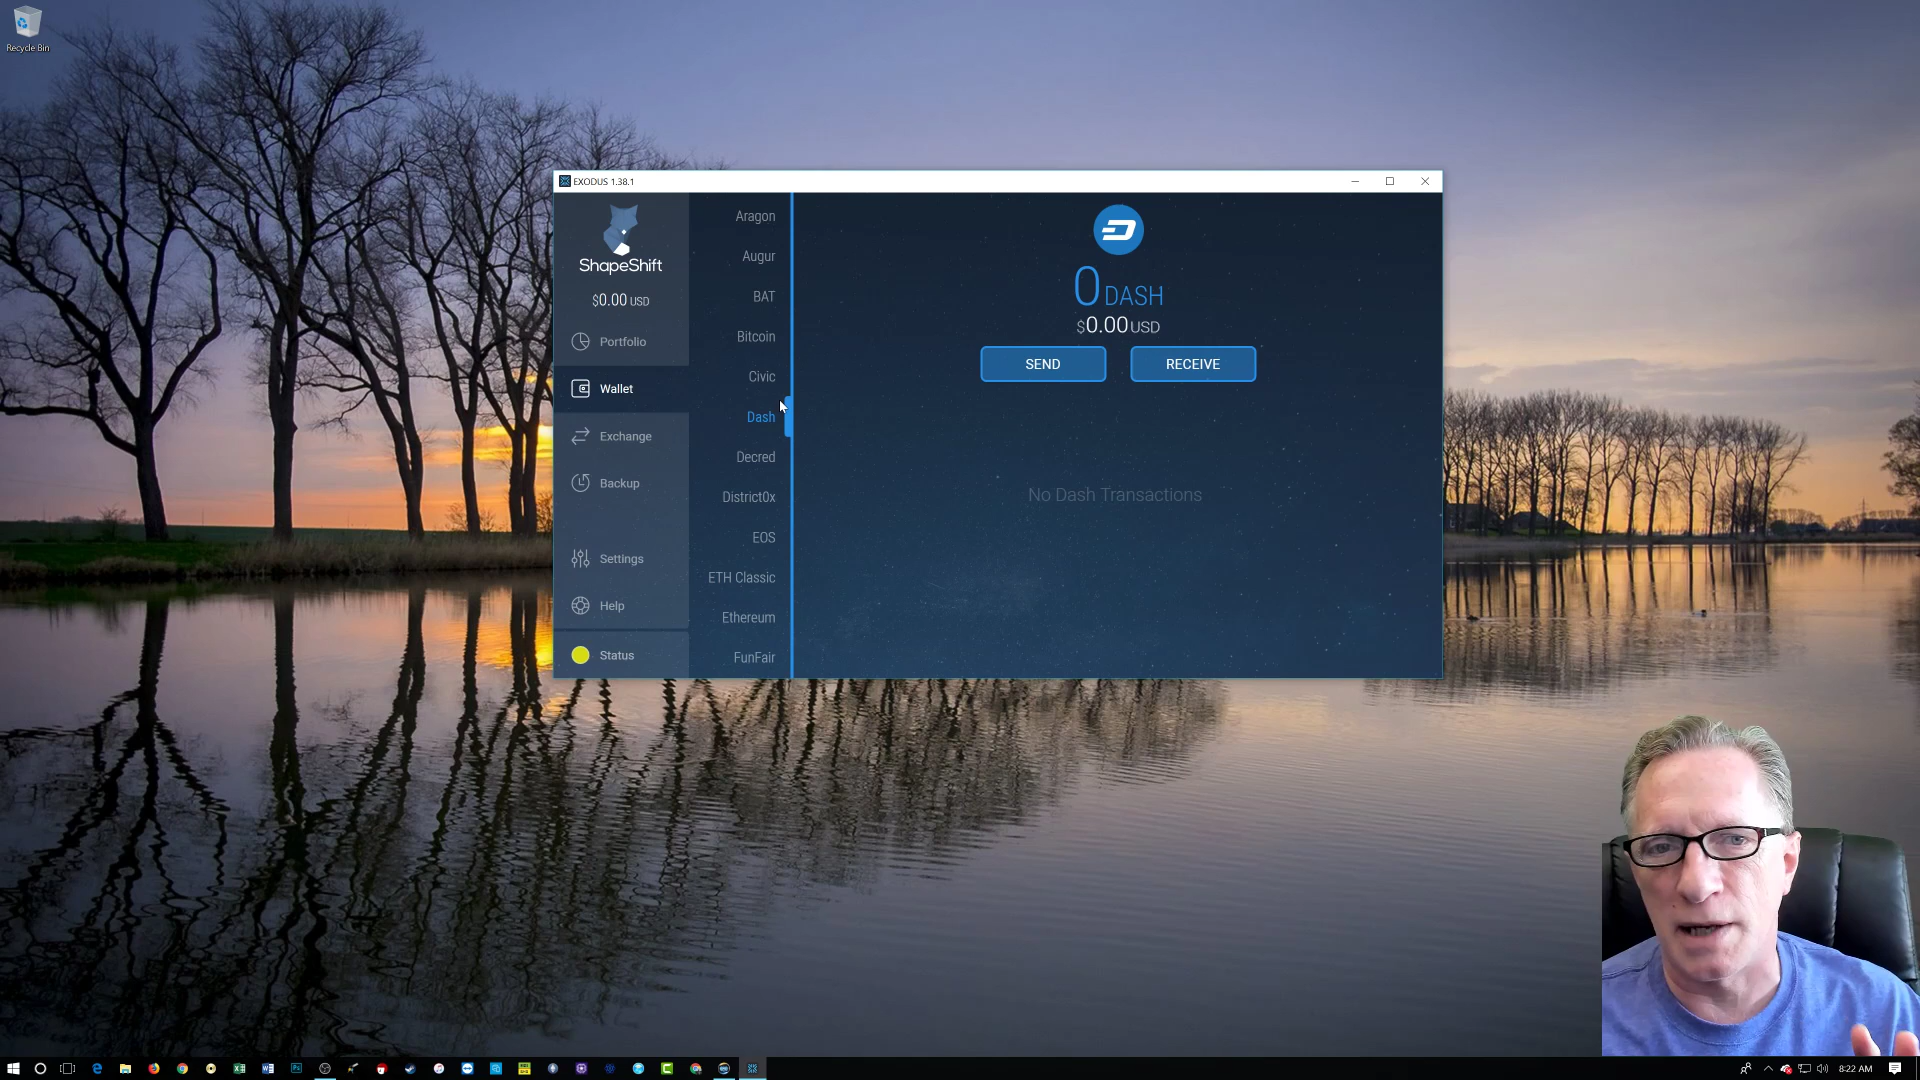 Recycle Bin
EXODUS 1.38.1
ShapeShift
$0.00 USD
Portfolio
Wallet
Exchange
Backup
Settings
Help
Status
Aragon
Augur
BAT
Bitcoin
Civic
Dash
Decred
District0x
EOS
ETH Classic
Ethereum
FunFair
0 DASH
$0.00 USD
SEND
RECEIVE
No Dash Transactions
8:22 AM